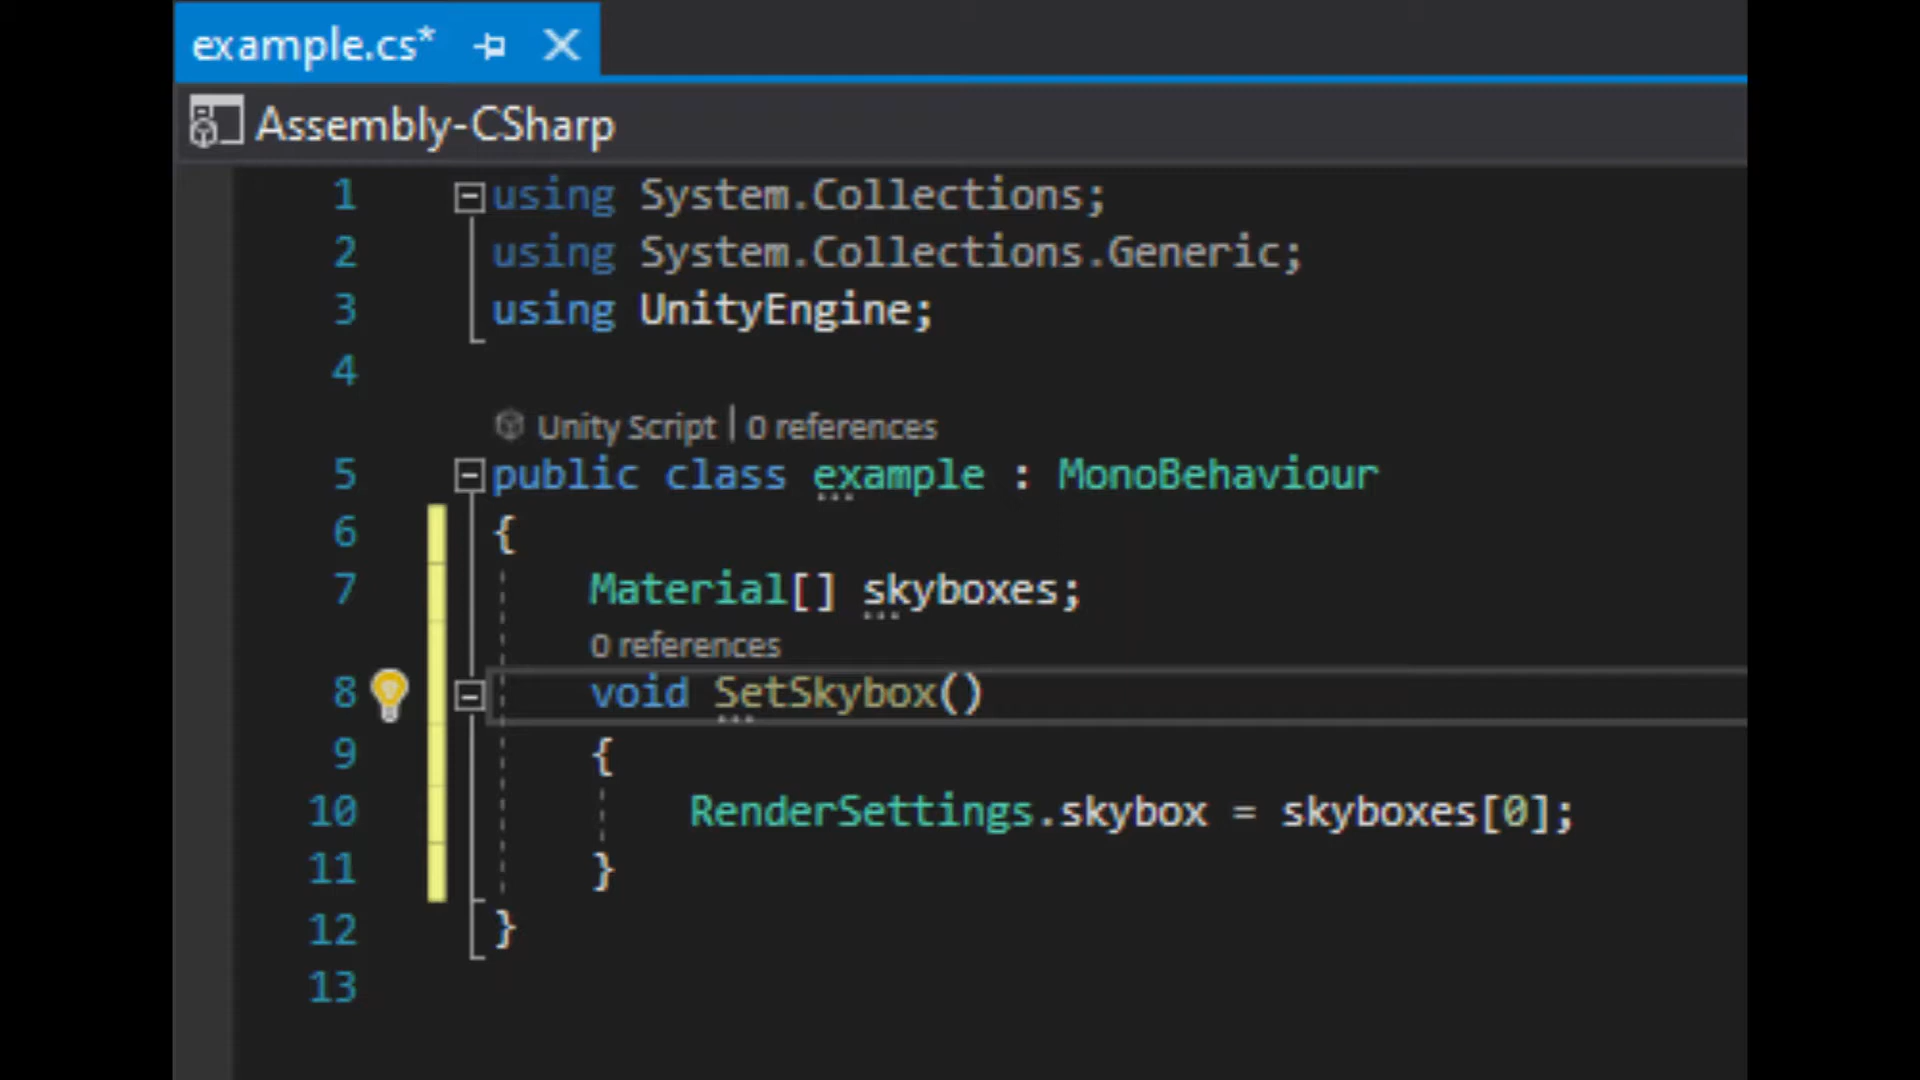 example.cs*
Assembly-CSharp
1 using System.Collections;
2 using System.Collections.Generic;
3 using UnityEngine;
4
Unity Script | 0 references
5 public class example : MonoBehaviour
6 {
7 Material[] skyboxes;
0 references
8 void SetSkybox()
9 {
10 RenderSettings.skybox = skyboxes[0];
11 }
12 }
13